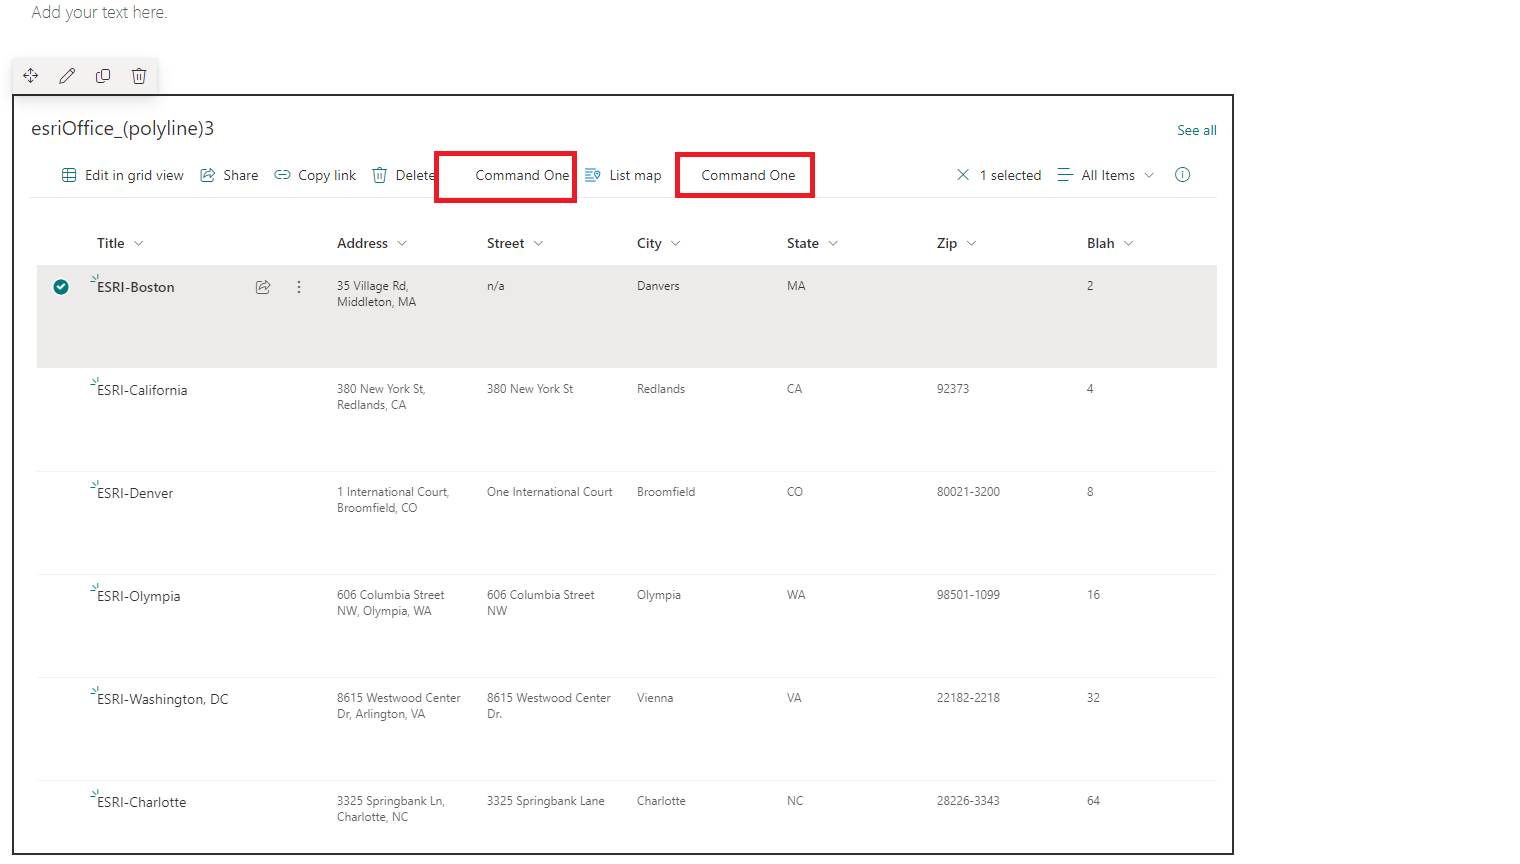 Add your text here.
esriOffice_(polyline)3
See all
Edit in grid view Share Copy link Delete Command One List map Command One 1 selected All Items
Title Address Street City State Zip Blah
ESRI-Boston 35 Village Rd, n/a Danvers MA 2
Middleton, MA
ESRI-California 380 New York St, 380 New York St Redlands CA 92373 4
Redlands, CA
ESRI-Denver 1 International Court, One International Court Broomfield CO 80021-3200 8
Broomfield, CO
ESRI-Olympia 606 Columbia Street 606 Columbia Street Olympia WA 98501-1099 16
NW, Olympia, WA NW
ESRI-Washington, DC 8615 Westwood Center 8615 Westwood Center Vienna VA 22182-2218 32
Dr, Arlington, VA Dr.
ESRI-Charlotte 3325 Springbank Ln, 3325 Springbank Lane Charlotte NC 28226-3343 64
Charlotte, NC